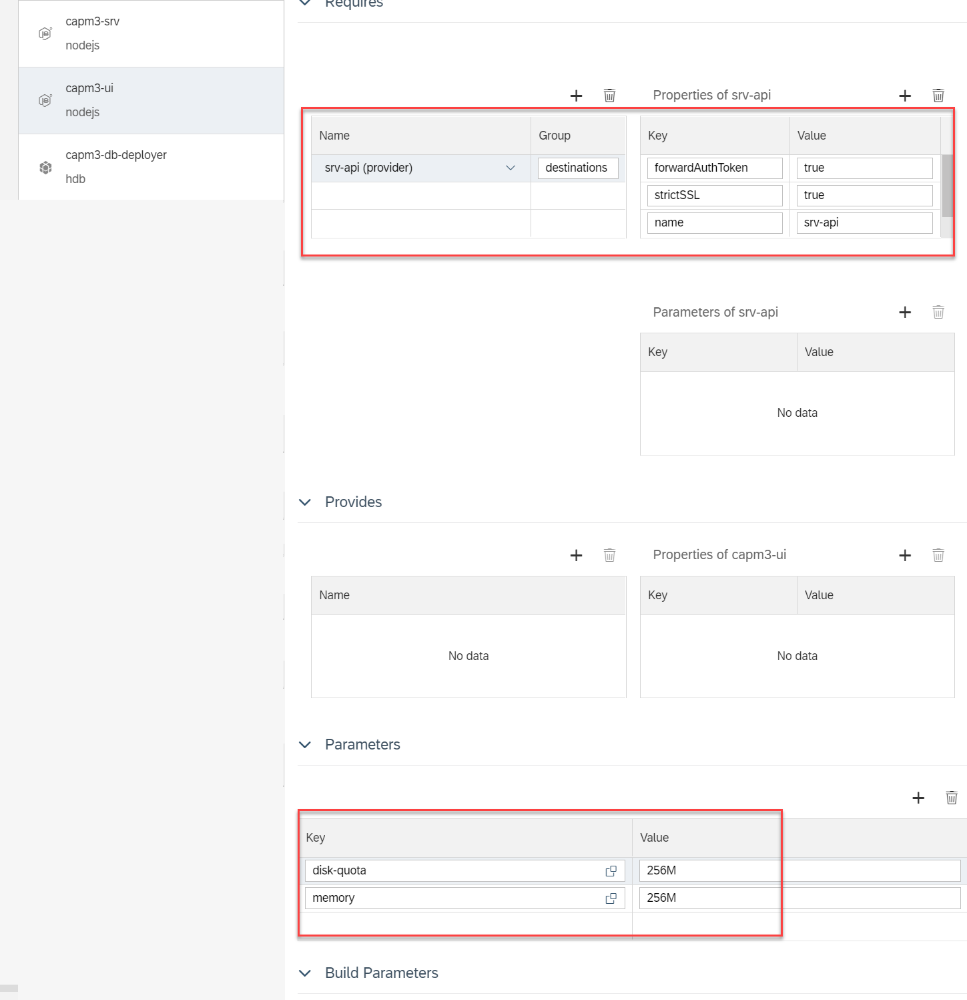 capm3-srv
nodejs
capm3-ui
nodejs
capm3-db-deployer
hdb
Requires
Properties of srv-api
Name Group
srv-api (provider) destinations
Key Value
forwardAuthToken true
strictSSL true
name srv-api
Parameters of srv-api
Key Value
No data
Provides
Properties of capm3-ui
Name
No data
Key Value
No data
Parameters
Key Value
disk-quota 256M
memory 256M
Build Parameters